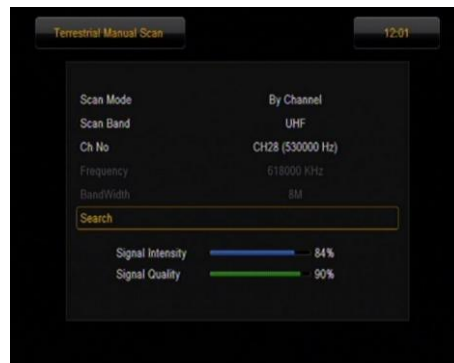 Terrestrial Manual Scan 12:01
Scan Mode By Channel
Scan Band UHF
Ch No CH28 (530000 Hz)
Frequency 618000 KHz
BandWidth 8M
Search
Signal Intensity 84%
Signal Quality 90%